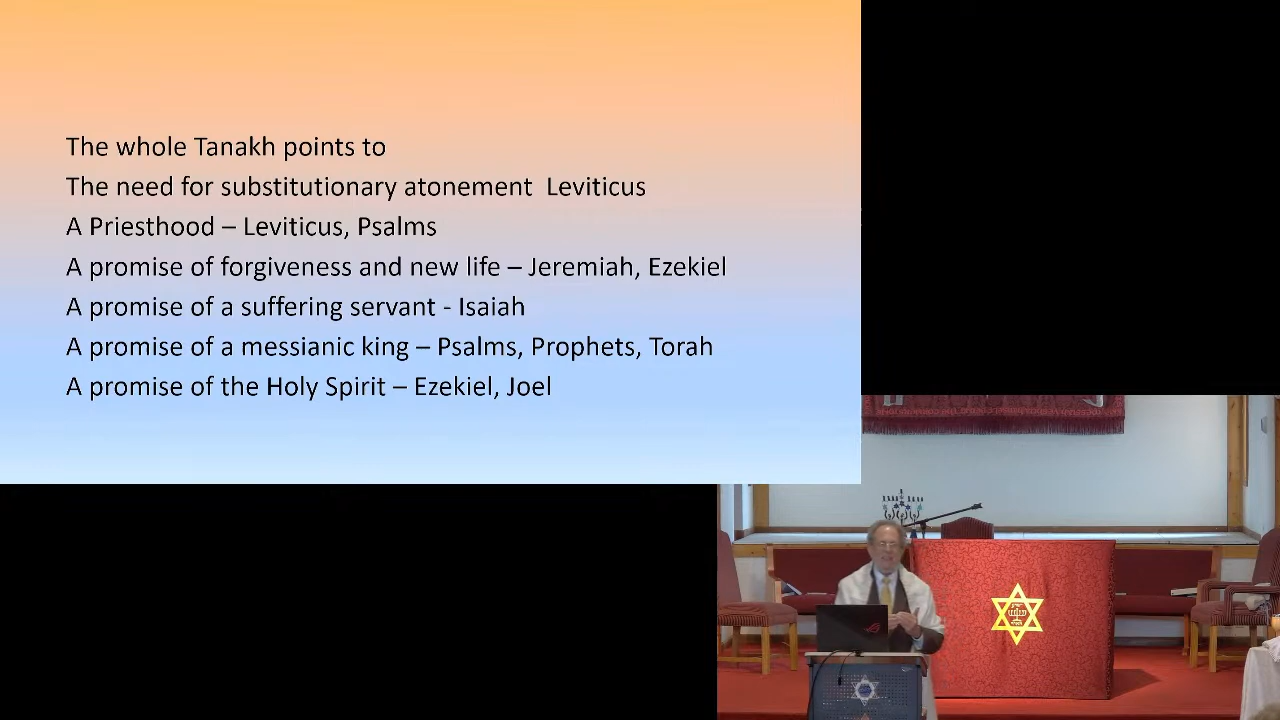 The whole Tanakh points to
The need for substitutionary atonement  Leviticus
A Priesthood – Leviticus, Psalms
A promise of forgiveness and new life – Jeremiah, Ezekiel
A promise of a suffering servant - Isaiah
A promise of a messianic king – Psalms, Prophets, Torah
A promise of the Holy Spirit – Ezekiel, Joel